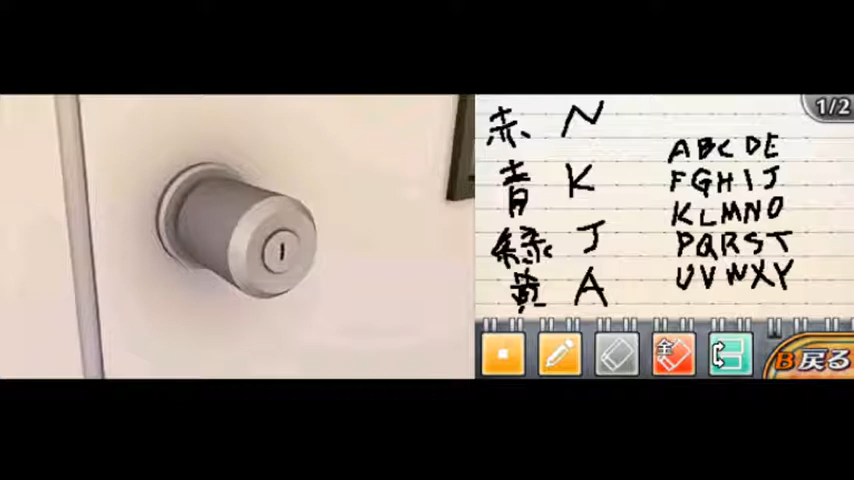 1/2
赤 N
青 K
緑 J
黄 A
ABCDE
FGHIJ
KLMNO
PQRST
UVWXY
全
B戻る